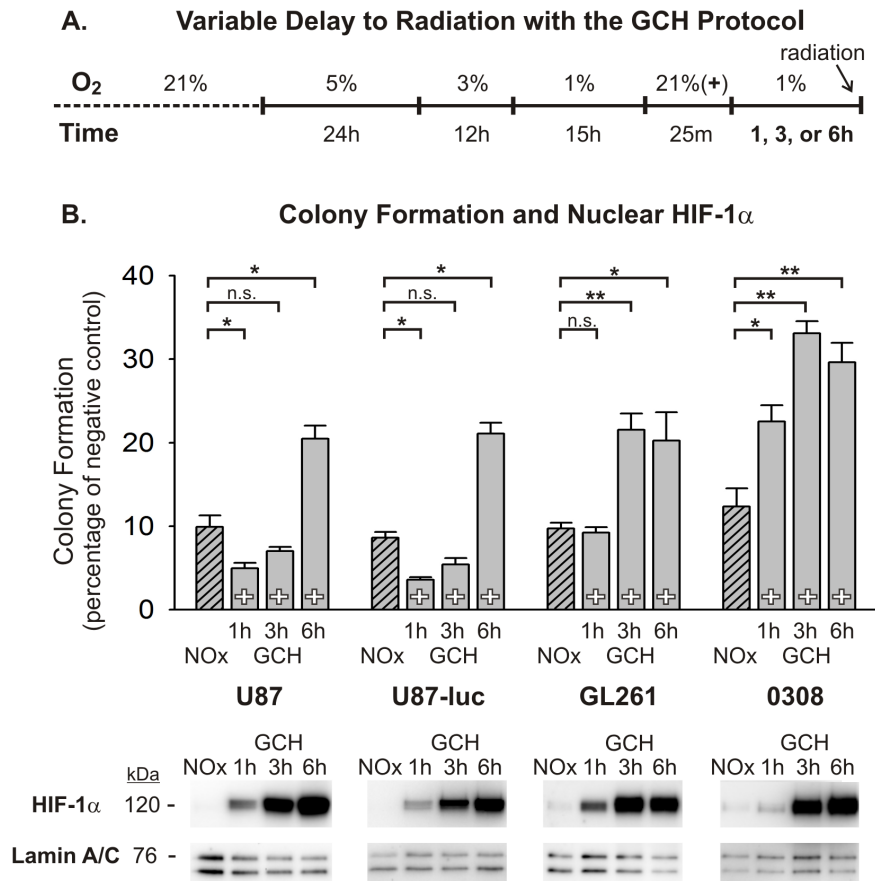 A. Variable Delay to Radiation with the GCH Protocol
radiation
O2 21% 5% 3% 1% 21%(+) 1%
Time 24h 12h 15h 25m 1, 3, or 6h
B. Colony Formation and Nuclear HIF-1α
Colony Formation
(percentage of negative control)
40
30
20
10
0
* * * **
n.s. n.s. ** **
* * n.s. *
+ + + + + + + + + + + +
1h 3h 6h 1h 3h 6h 1h 3h 6h 1h 3h 6h
NOx GCH NOx GCH NOx GCH NOx GCH
U87 U87-luc GL261 0308
GCH GCH GCH GCH
kDa NOx 1h 3h 6h NOx 1h 3h 6h NOx 1h 3h 6h NOx 1h 3h 6h
HIF-1α 120 -
Lamin A/C 76 -